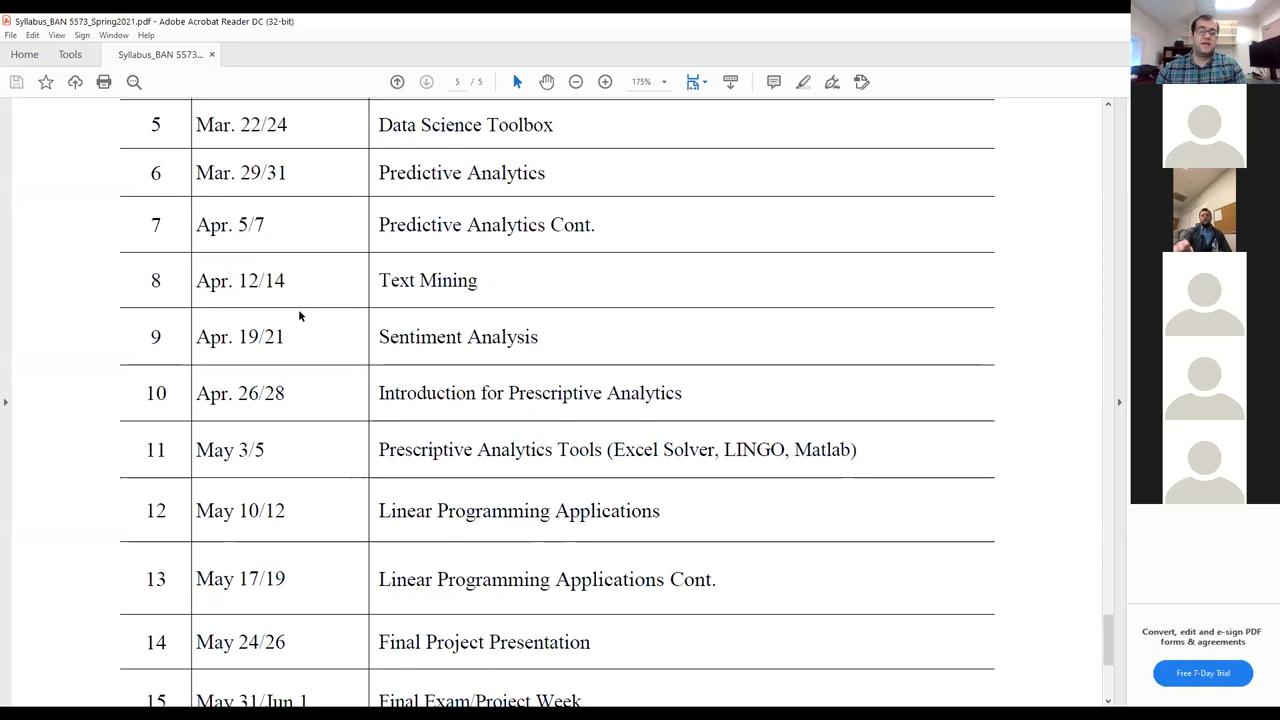 Syllabus_BAN 5573_Spring2021.pdf - Adobe Acrobat Reader DC (32-bit)
File Edit View Sign Window Help
Home Tools Syllabus_BAN 5573... ×
5 / 5 175%
5 Mar. 22/24 Data Science Toolbox
6 Mar. 29/31 Predictive Analytics
7 Apr. 5/7 Predictive Analytics Cont.
8 Apr. 12/14 Text Mining
9 Apr. 19/21 Sentiment Analysis
10 Apr. 26/28 Introduction for Prescriptive Analytics
11 May 3/5 Prescriptive Analytics Tools (Excel Solver, LINGO, Matlab)
12 May 10/12 Linear Programming Applications
13 May 17/19 Linear Programming Applications Cont.
14 May 24/26 Final Project Presentation
15 May 31/Jun 1 Final Exam/Project Week
Convert, edit and e-sign PDF
forms & agreements
Free 7-Day Trial